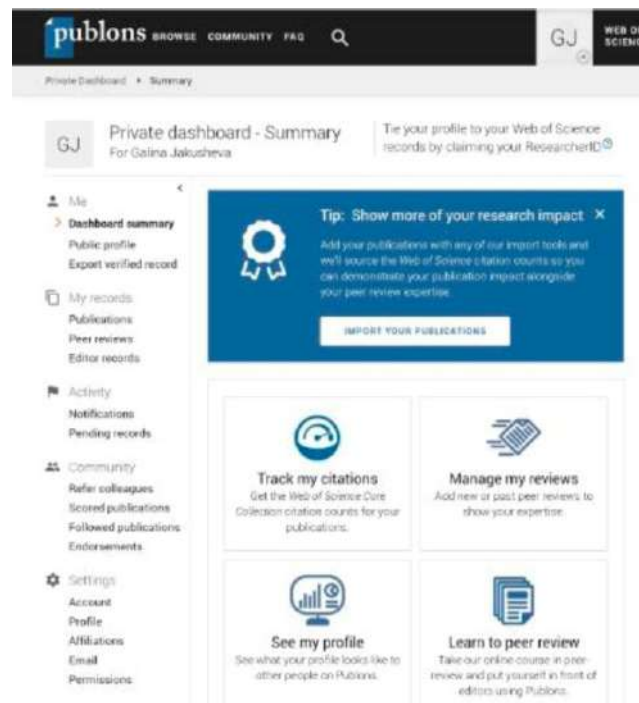 publons BROWSE COMMUNITY FAQ
GJ
WEB OF
SCIENC
Private Dashboard › Summary
GJ
Private dashboard - Summary
For Galina Jakusheva
Tie your profile to your Web of Science
records by claiming your ResearcherID
Me
Dashboard summary
Public profile
Export verified record
My records
Publications
Peer reviews
Editor records
Activity
Notifications
Pending records
Community
Refer colleagues
Scored publications
Followed publications
Endorsements
Settings
Account
Profile
Affiliations
Email
Permissions
Tip: Show more of your research impact ×
Add your publications with any of our import tools and
we'll source the Web of Science citation counts so you
can demonstrate your publication impact alongside
your peer review expertise.
IMPORT YOUR PUBLICATIONS
Track my citations
Get the Web of Science Core
Collection citation counts for your
publications.
Manage my reviews
Add new or past peer reviews to
show your expertise.
See my profile
See what your profile looks like to
other people on Publons.
Learn to peer review
Take our online course in peer-
review and put yourself in front of
editors using Publons.